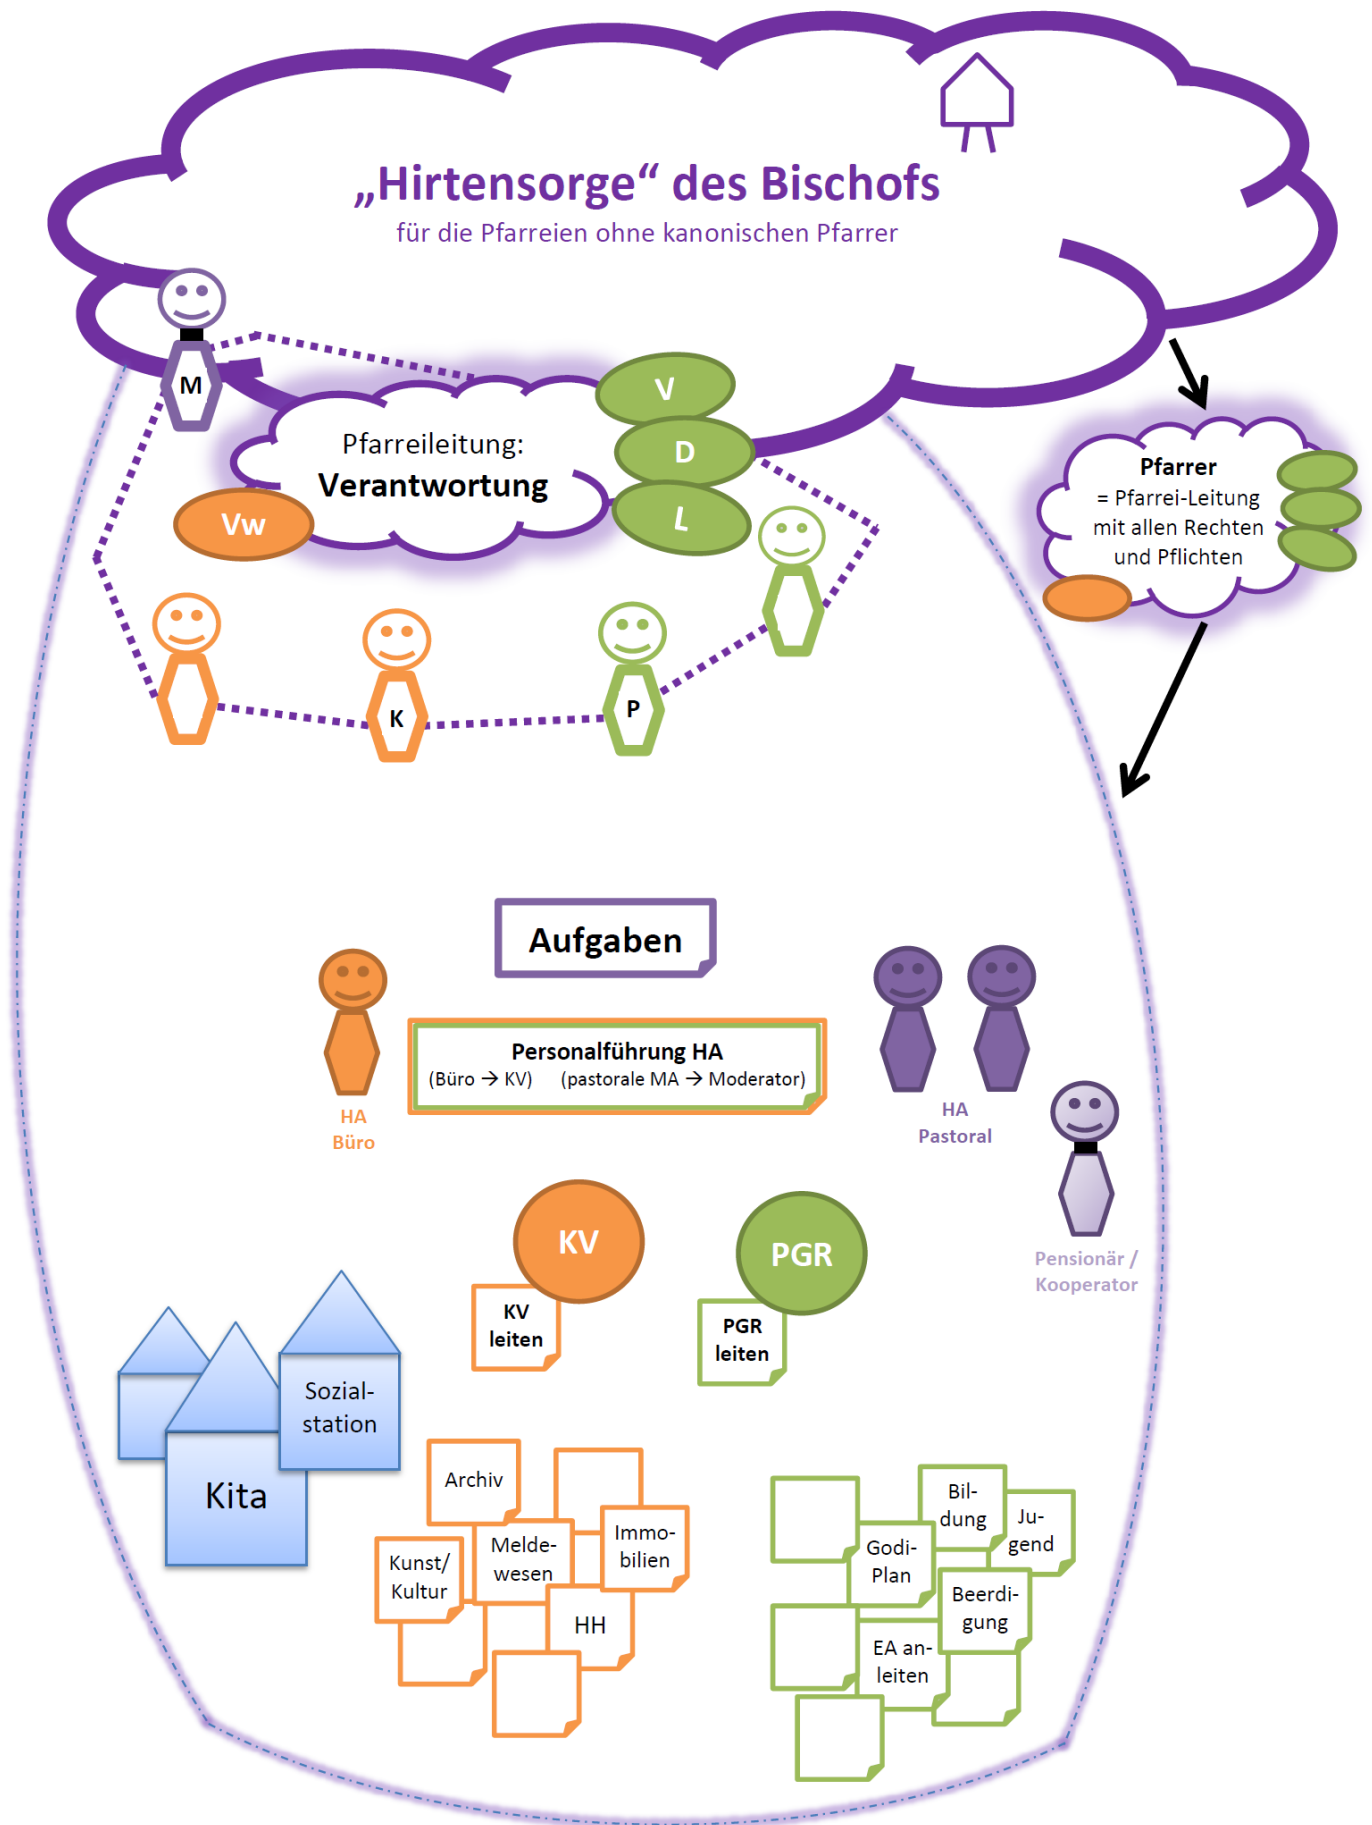 „Hirtensorge“ des Bischofs
für die Pfarreien ohne kanonischen Pfarrer
M
Pfarreileitung:
Verantwortung
V
D
L
Vw
Pfarrer
= Pfarrei-Leitung
mit allen Rechten
und Pflichten
K
P
Aufgaben
Personalführung HA
(Büro → KV) (pastorale MA → Moderator)
HA
Büro
HA
Pastoral
Pensionär /
Kooperator
KV
KV
leiten
PGR
PGR
leiten
Sozial-
station
Kita
Archiv
Kunst/
Kultur
Melde-
wesen
Immo-
bilien
HH
Bil-
dung
Ju-
gend
Godi-
Plan
Beerdi-
gung
EA an-
leiten